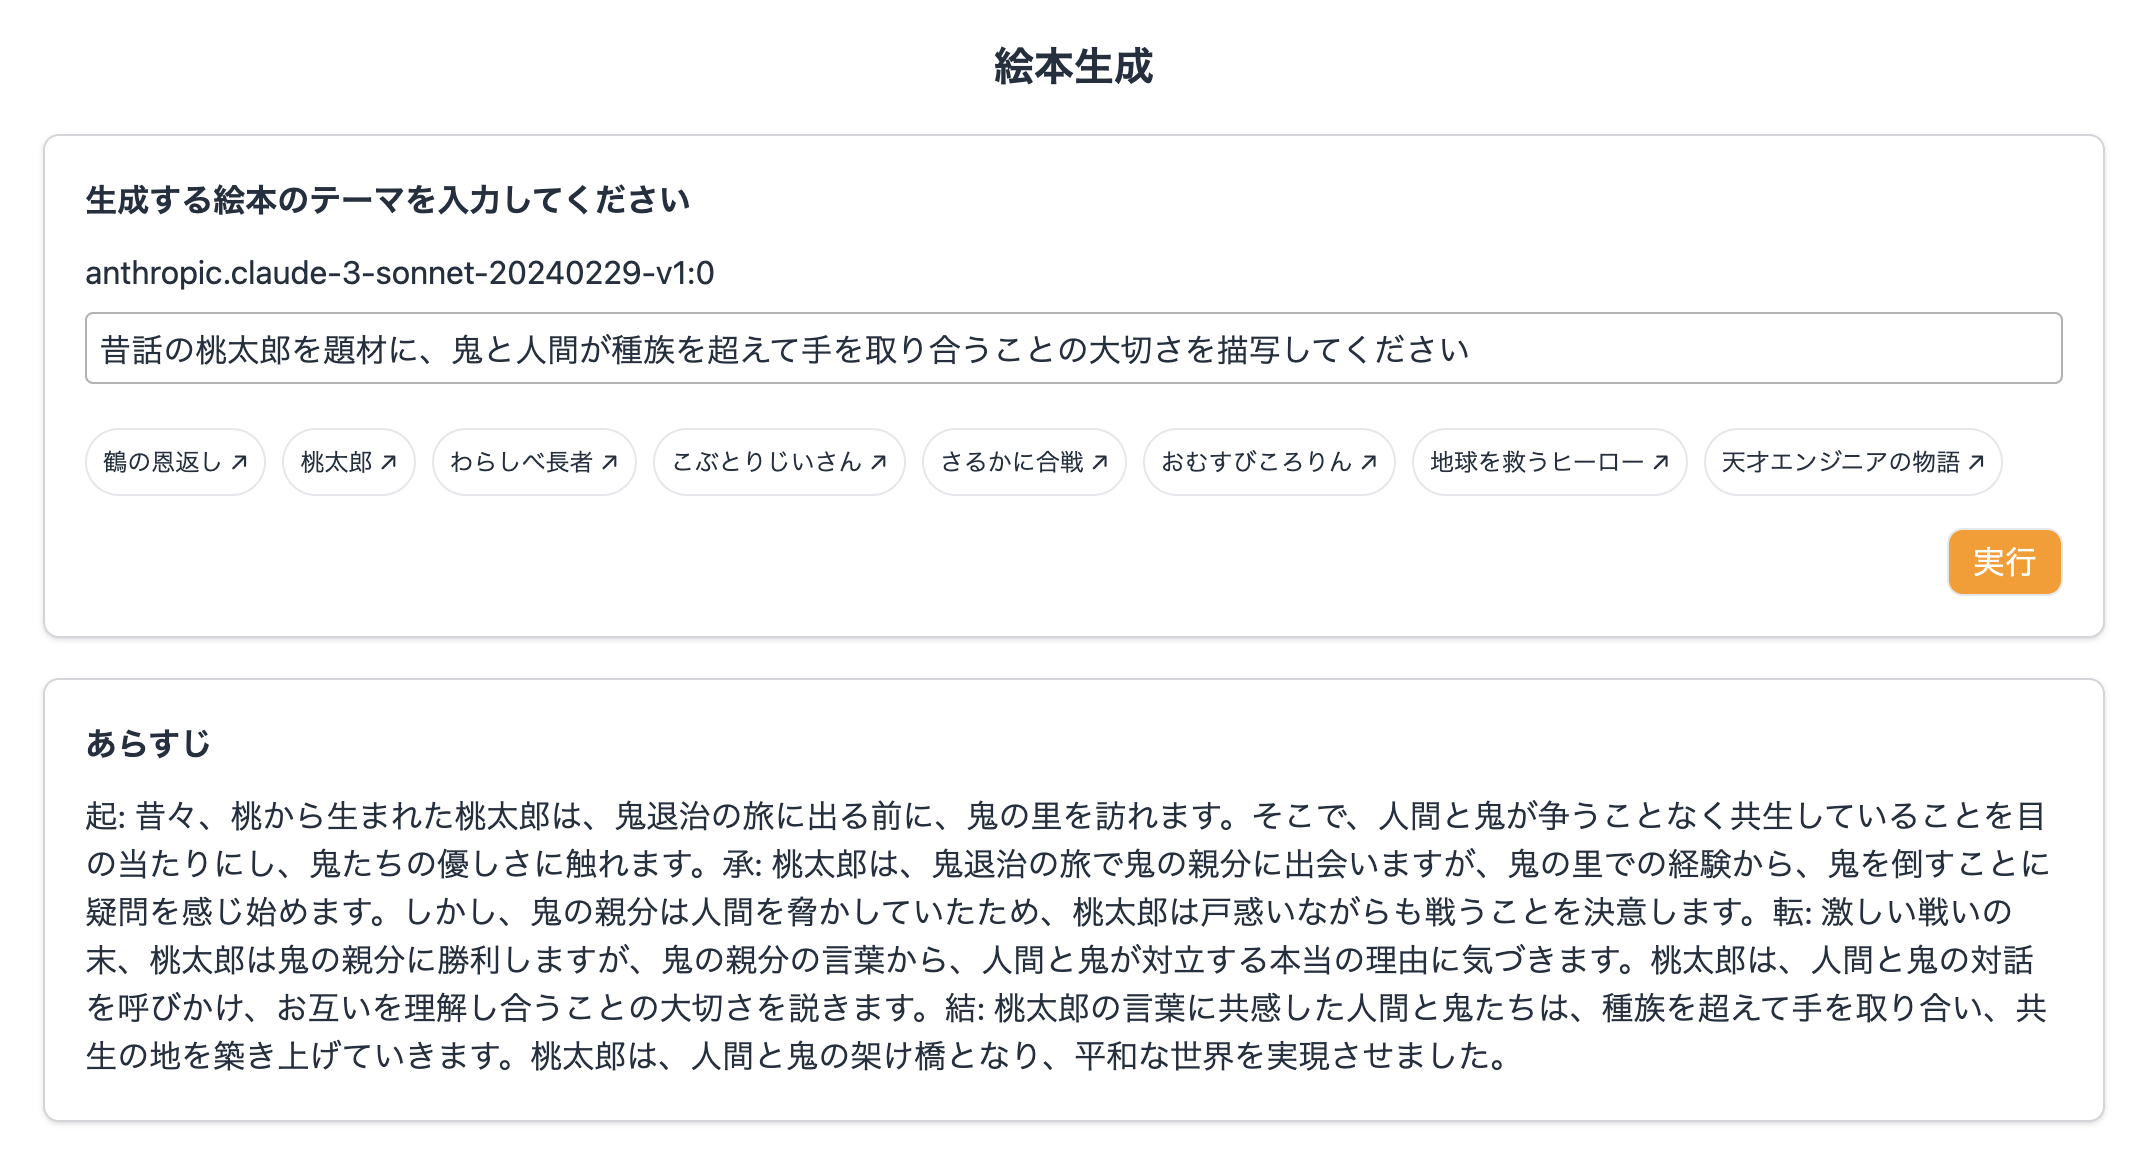 絵本生成
生成する絵本のテーマを入力してください
anthropic.claude-3-sonnet-20240229-v1:0
昔話の桃太郎を題材に、鬼と人間が種族を超えて手を取り合うことの大切さを描写してください
鶴の恩返し ↗ 桃太郎 ↗ わらしべ長者 ↗ こぶとりじいさん ↗ さるかに合戦 ↗ おむすびころりん ↗ 地球を救うヒーロー ↗ 天才エンジニアの物語 ↗
実行
あらすじ
起: 昔々、桃から生まれた桃太郎は、鬼退治の旅に出る前に、鬼の里を訪れます。そこで、人間と鬼が争うことなく共生していることを目
の当たりにし、鬼たちの優しさに触れます。承: 桃太郎は、鬼退治の旅で鬼の親分に出会いますが、鬼の里での経験から、鬼を倒すことに
疑問を感じ始めます。しかし、鬼の親分は人間を脅かしていたため、桃太郎は戸惑いながらも戦うことを決意します。転: 激しい戦いの
末、桃太郎は鬼の親分に勝利しますが、鬼の親分の言葉から、人間と鬼が対立する本当の理由に気づきます。桃太郎は、人間と鬼の対話
を呼びかけ、お互いを理解し合うことの大切さを説きます。結: 桃太郎の言葉に共感した人間と鬼たちは、種族を超えて手を取り合い、共
生の地を築き上げていきます。桃太郎は、人間と鬼の架け橋となり、平和な世界を実現させました。